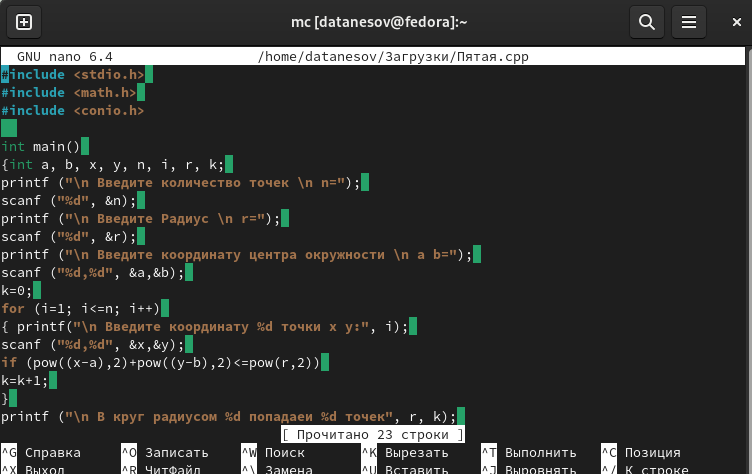 mc [datanesov@fedora]:~
GNU nano 6.4 /home/datanesov/Загрузки/Пятая.cpp
#include <stdio.h>
#include <math.h>
#include <conio.h>
int main()
{int a, b, x, y, n, i, r, k;
printf ("\n Введите количество точек \n n=");
scanf ("%d", &n);
printf ("\n Введите Радиус \n r=");
scanf ("%d", &r);
printf ("\n Введите координату центра окружности \n a b=");
scanf ("%d,%d", &a,&b);
k=0;
for (i=1; i<=n; i++)
{ printf("\n Введите координату %d точки x y:", i);
scanf ("%d,%d", &x,&y);
if (pow((x-a),2)+pow((y-b),2)<=pow(r,2))
k=k+1;
}
printf ("\n В круг радиусом %d попадаеи %d точек", r, k);
[ Прочитано 23 строки ]
^G Справка ^O Записать ^W Поиск ^K Вырезать ^T Выполнить ^C Позиция
^X Выход ^R ЧитФайл ^\ Замена ^U Вставить ^J Выровнять ^/ К строке